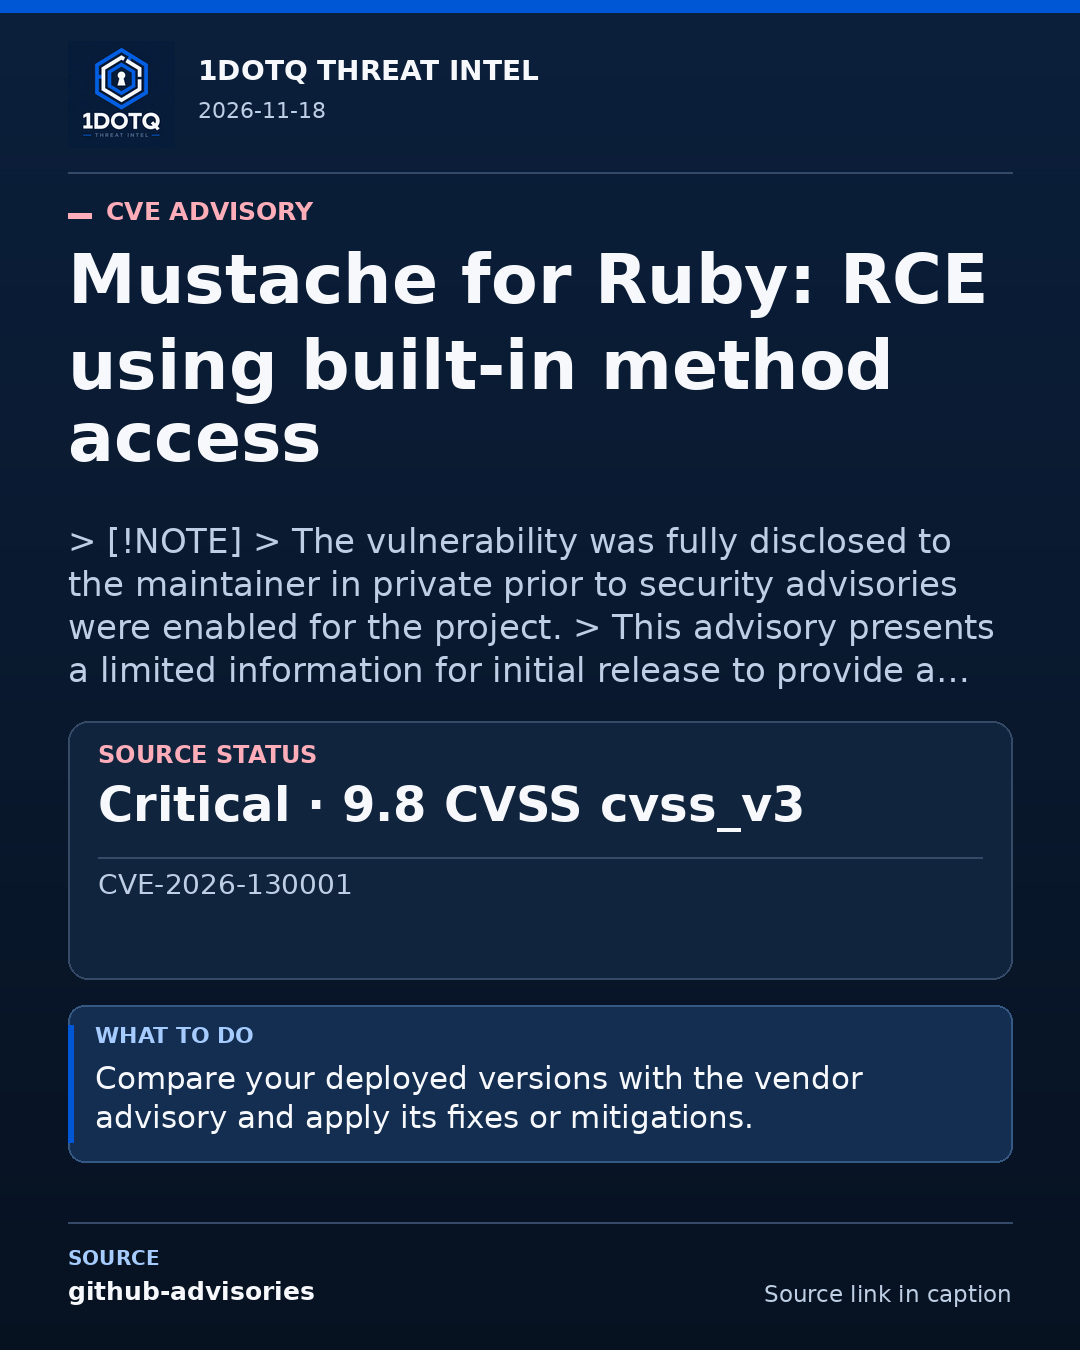 1DOTQ
THREAT INTEL
1DOTQ THREAT INTEL
2026-11-18
CVE ADVISORY
Mustache for Ruby: RCE
using built-in method
access
> [!NOTE] > The vulnerability was fully disclosed to
the maintainer in private prior to security advisories
were enabled for the project. > This advisory presents
a limited information for initial release to provide a…
SOURCE STATUS
Critical · 9.8 CVSS cvss_v3
CVE-2026-130001
WHAT TO DO
Compare your deployed versions with the vendor
advisory and apply its fixes or mitigations.
SOURCE
github-advisories
Source link in caption